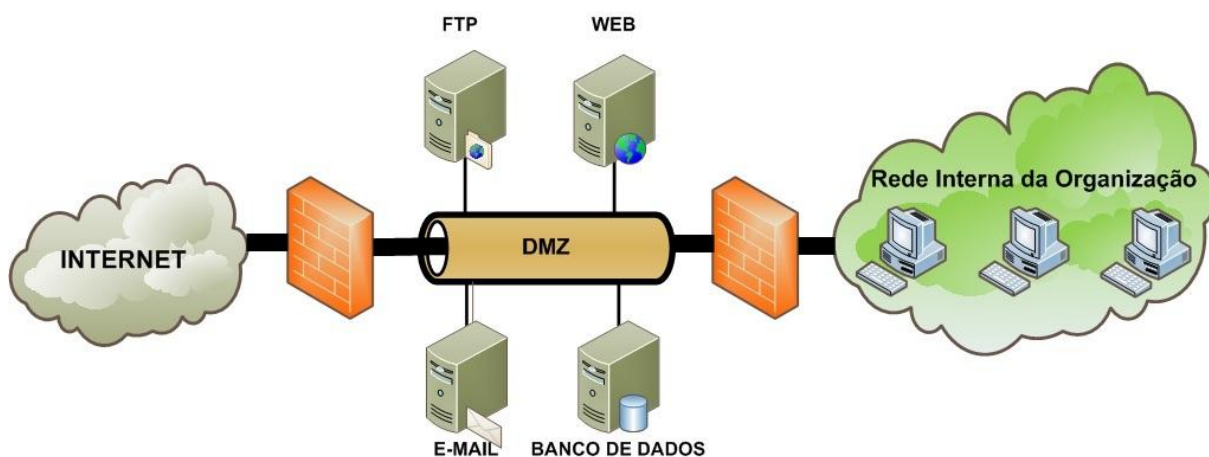 FTP
WEB
INTERNET
DMZ
Rede Interna da Organização
E-MAIL
BANCO DE DADOS